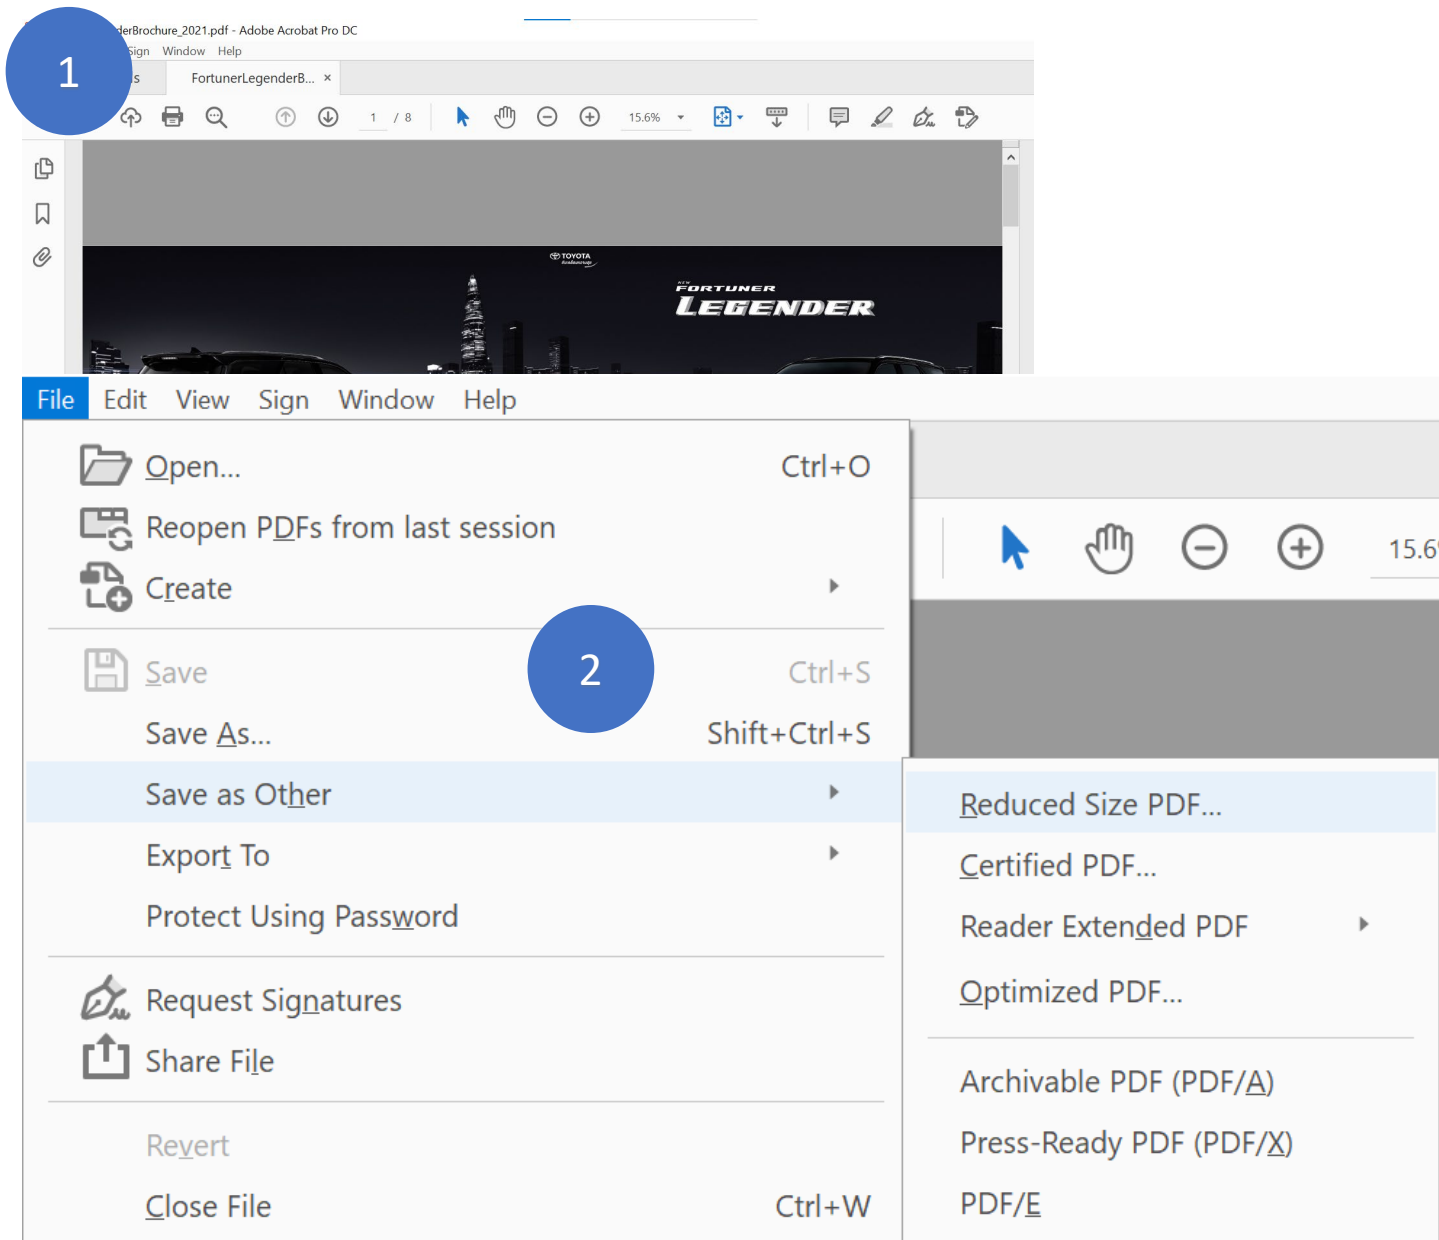 1
derBrochure_2021.pdf - Adobe Acrobat Pro DC
Sign Window Help
FortunerLegenderB... ×
1 / 8 15.6%
TOYOTA
NEW
FORTUNER
LEGENDER
File Edit View Sign Window Help
Open... Ctrl+O
Reopen PDFs from last session
15.6
Create
2
Save Ctrl+S
Save As... Shift+Ctrl+S
Save as Other
Reduced Size PDF...
Export To
Certified PDF...
Protect Using Password
Reader Extended PDF
Optimized PDF...
Request Signatures
Share File
Archivable PDF (PDF/A)
Revert
Press-Ready PDF (PDF/X)
Close File Ctrl+W
PDF/E